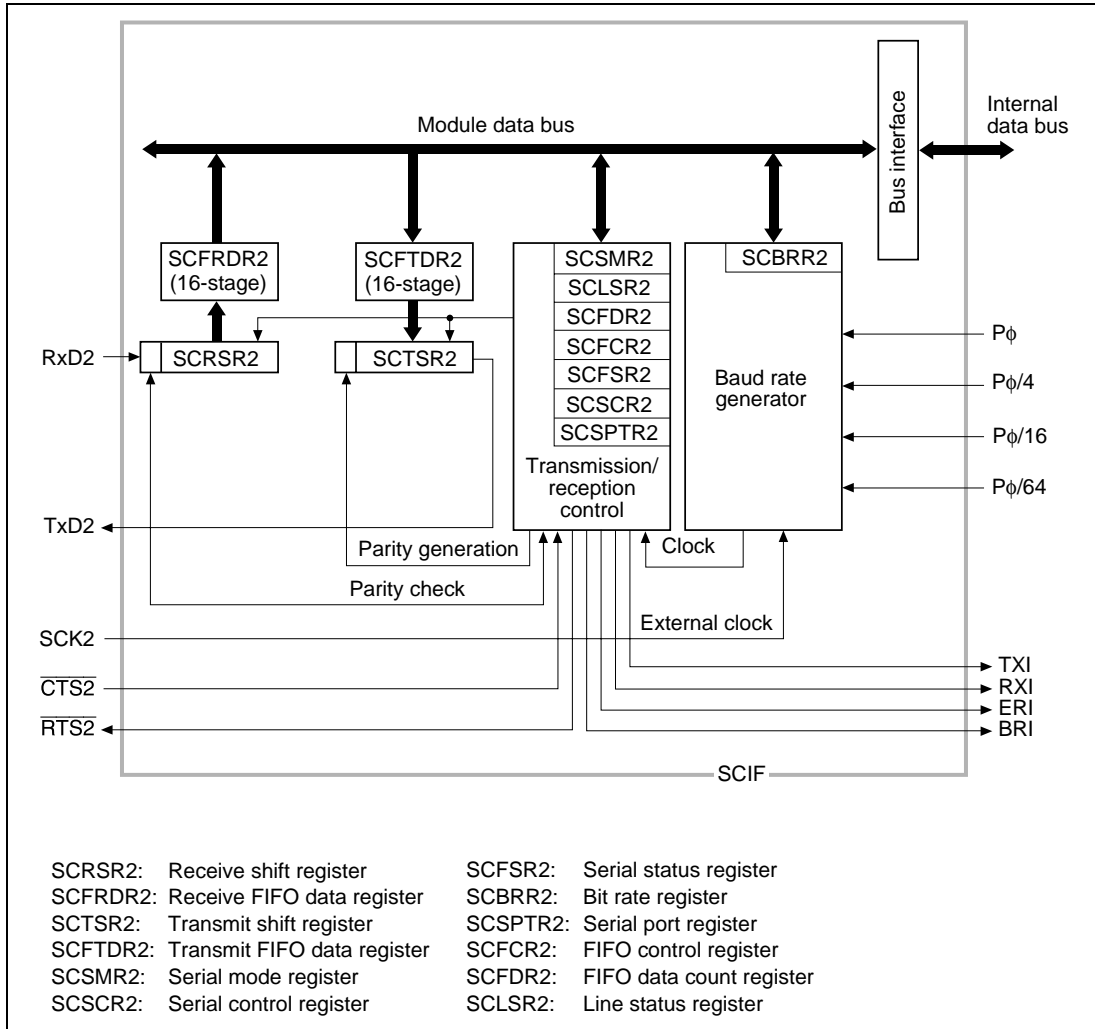 Module data bus
Internal
data bus
Bus interface
SCFRDR2
(16-stage)
SCFTDR2
(16-stage)
SCSMR2
SCLSR2
SCFDR2
SCFCR2
SCFSR2
SCSCR2
SCSPTR2
Transmission/
reception
control
SCBRR2
Baud rate
generator
RxD2
SCRSR2
SCTSR2
Pϕ
Pϕ/4
Pϕ/16
Pϕ/64
TxD2
Parity generation
Clock
Parity check
SCK2
External clock
CTS2
RTS2
TXI
RXI
ERI
BRI
SCIF
SCRSR2: Receive shift register
SCFRDR2: Receive FIFO data register
SCTSR2: Transmit shift register
SCFTDR2: Transmit FIFO data register
SCSMR2: Serial mode register
SCSCR2: Serial control register
SCFSR2: Serial status register
SCBRR2: Bit rate register
SCSPTR2: Serial port register
SCFCR2: FIFO control register
SCFDR2: FIFO data count register
SCLSR2: Line status register